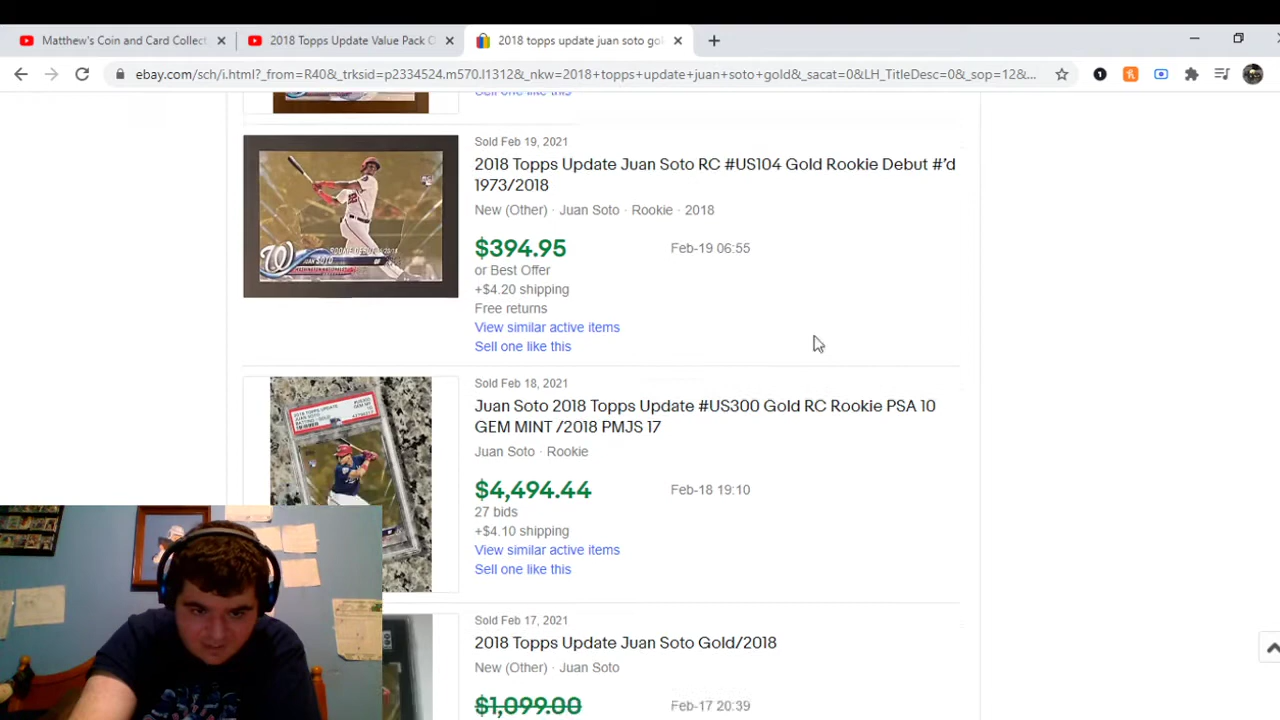 Matthew's Coin and Card Collect
2018 Topps Update Value Pack O
2018 topps update juan soto gol
ebay.com/sch/i.html?_from=R40&_trksid=p2334524.m570.l1312&_nkw=2018+topps+update+juan+soto+gold&_sacat=0&LH_TitleDesc=0&_sop=12&...
Sell one like this
Sold Feb 19, 2021
2018 Topps Update Juan Soto RC #US104 Gold Rookie Debut #'d
1973/2018
New (Other) · Juan Soto · Rookie · 2018
$394.95
Feb-19 06:55
or Best Offer
+$4.20 shipping
Free returns
View similar active items
Sell one like this
Sold Feb 18, 2021
Juan Soto 2018 Topps Update #US300 Gold RC Rookie PSA 10
GEM MINT /2018 PMJS 17
Juan Soto · Rookie
$4,494.44
Feb-18 19:10
27 bids
+$4.10 shipping
View similar active items
Sell one like this
Sold Feb 17, 2021
2018 Topps Update Juan Soto Gold/2018
New (Other) · Juan Soto
$1,099.00
Feb-17 20:39